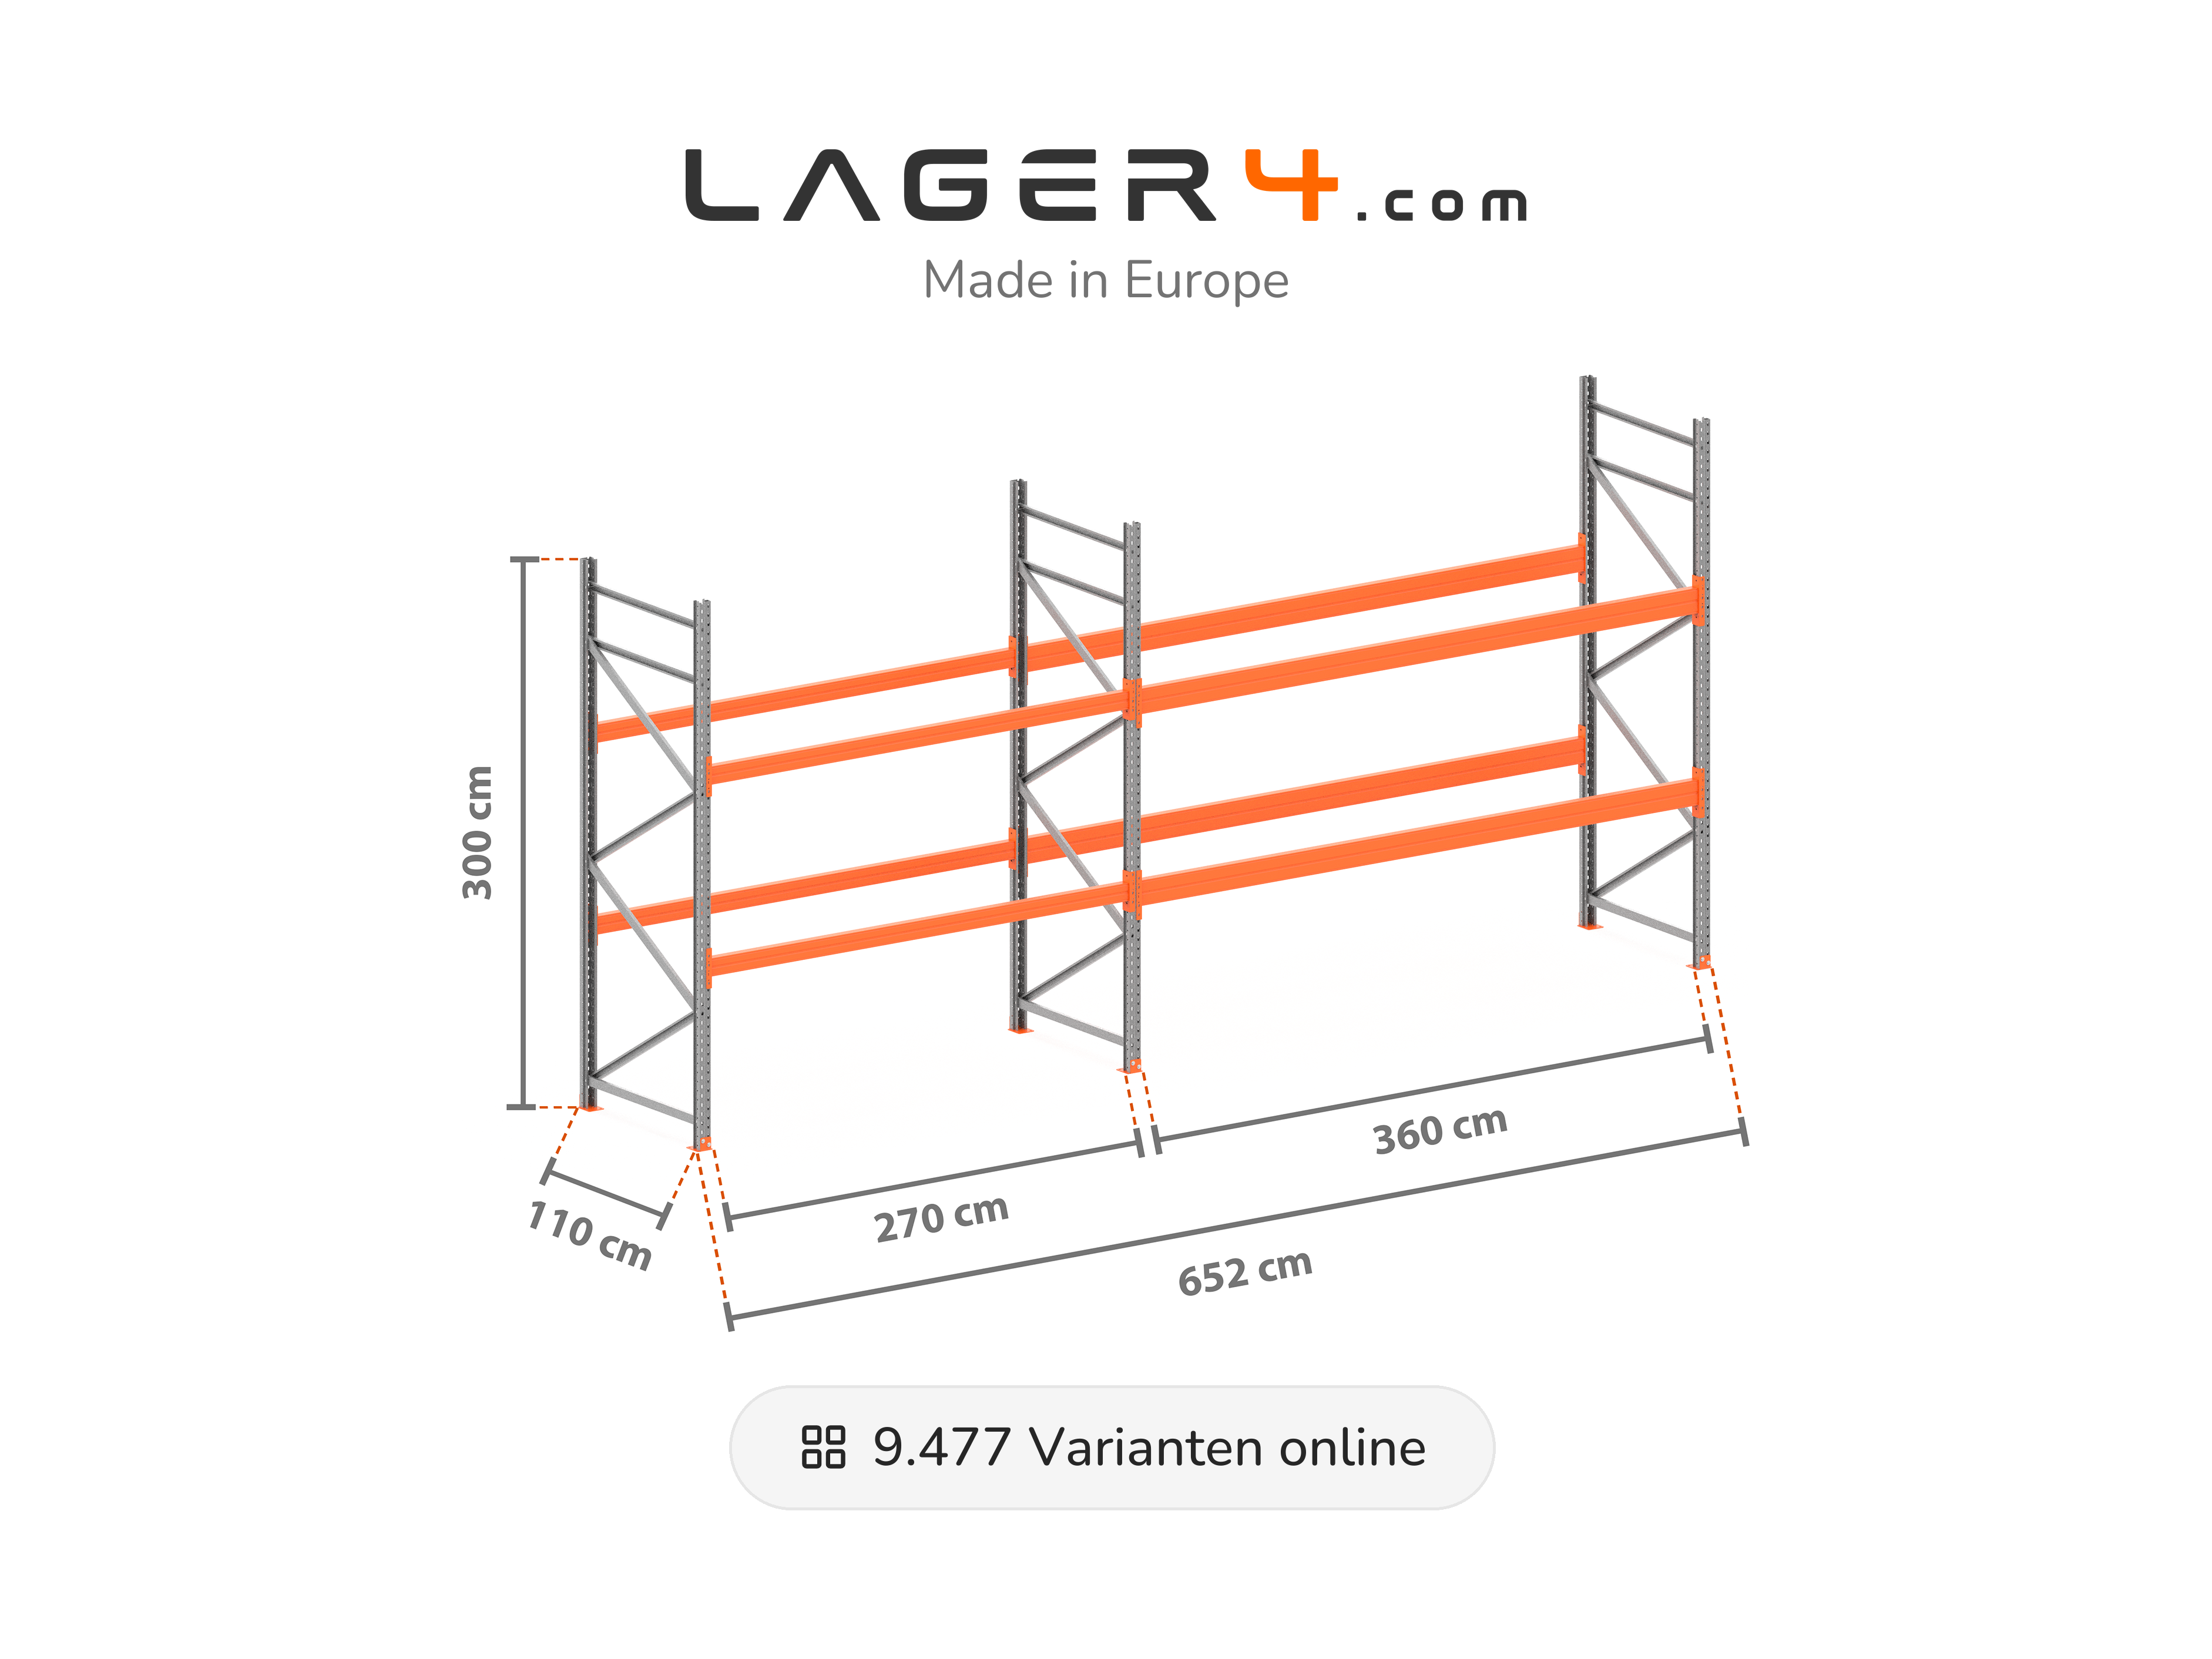 LAGER4.com
Made in Europe
300 cm
110 cm
270 cm
360 cm
652 cm
9.477 Varianten online